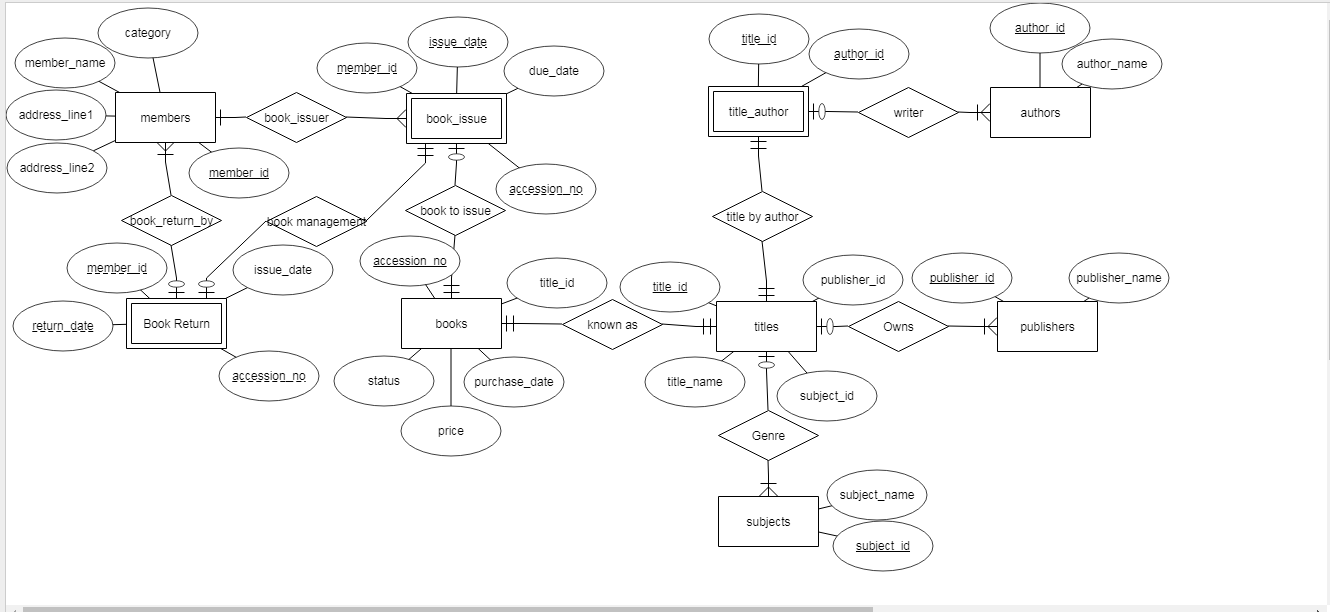 category
issue_date
title_id
author_id
author_id
member_name
member_id
due_date
author_name
address_line1
members
book_issuer
book_issue
title_author
writer
authors
address_line2
member_id
accession_no
book_return_by
book management
book to issue
title by author
member_id
issue_date
accession_no
title_id
title_id
publisher_id
publisher_id
publisher_name
return_date
Book Return
books
known as
titles
Owns
publishers
accession_no
status
purchase_date
title_name
subject_id
price
Genre
subject_name
subjects
subject_id